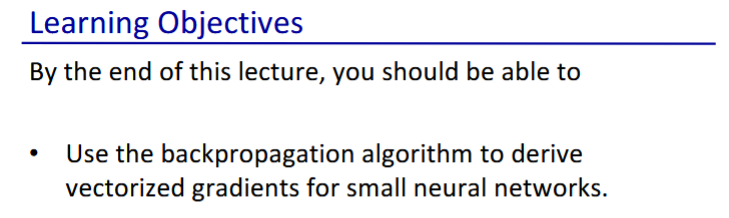 Learning Objectives
By the end of this lecture, you should be able to
• Use the backpropagation algorithm to derive
vectorized gradients for small neural networks.